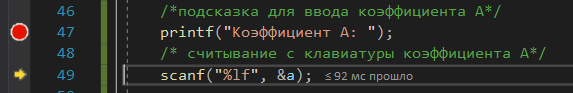 46 /*подсказка для ввода коэффициента А*/
47 printf("Коэффициент А: ");
48 /* считывание с клавиатуры коэффициента А*/
49 scanf("%lf", &a); ≤ 92 мс прошло